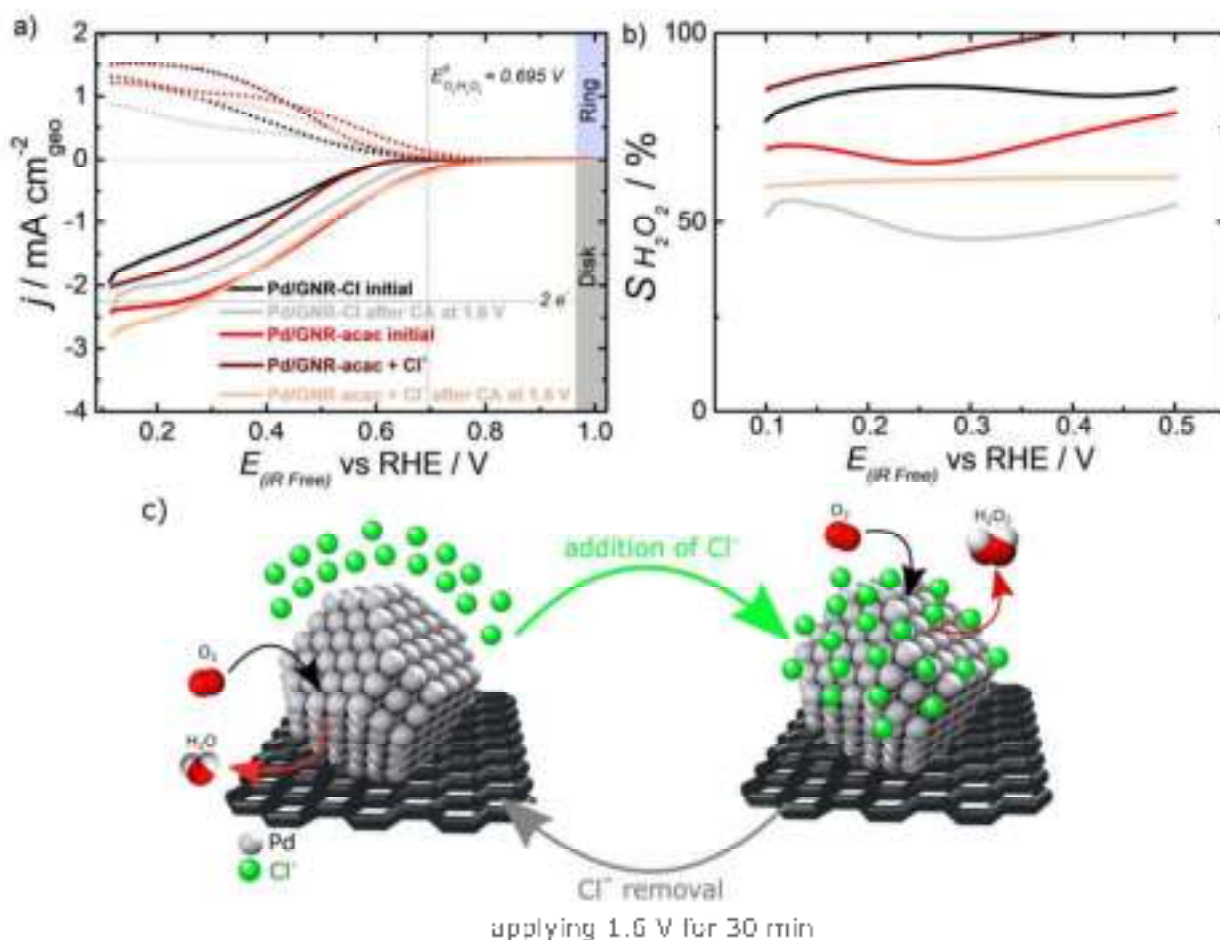 a)
2
1
0
-1
-2
-3
-4
j / mA cm⁻²geo
E⁰O₂/H₂O₂ = 0.695 V
Ring
Disk
2 e⁻
Pd/GNR-Cl initial
Pd/GNR-Cl after CA at 1.6 V
Pd/GNR-acac initial
Pd/GNR-acac + Cl⁻
Pd/GNR-acac + Cl⁻ after CA at 1.6 V
0.2 0.4 0.6 0.8 1.0
E(IR Free) vs RHE / V
b)
100
50
0
S H₂O₂ / %
0.1 0.2 0.3 0.4 0.5
E(IR Free) vs RHE / V
c)
O₂
H₂O
Pd
Cl⁻
addition of Cl⁻
O₂
H₂O₂
Cl⁻ removal
applying 1.6 V for 30 min